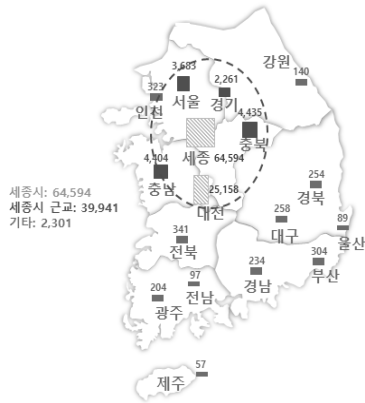 강원
140
3,683
서울
2,261
경기
323
인천
4,435
충북
세종 64,594
4,404
충남
25,158
대전
세종시: 64,594
세종시 근교: 39,941
기타: 2,301
254
경북
258
대구
89
울산
341
전북
304
부산
234
경남
97
전남
204
광주
57
제주